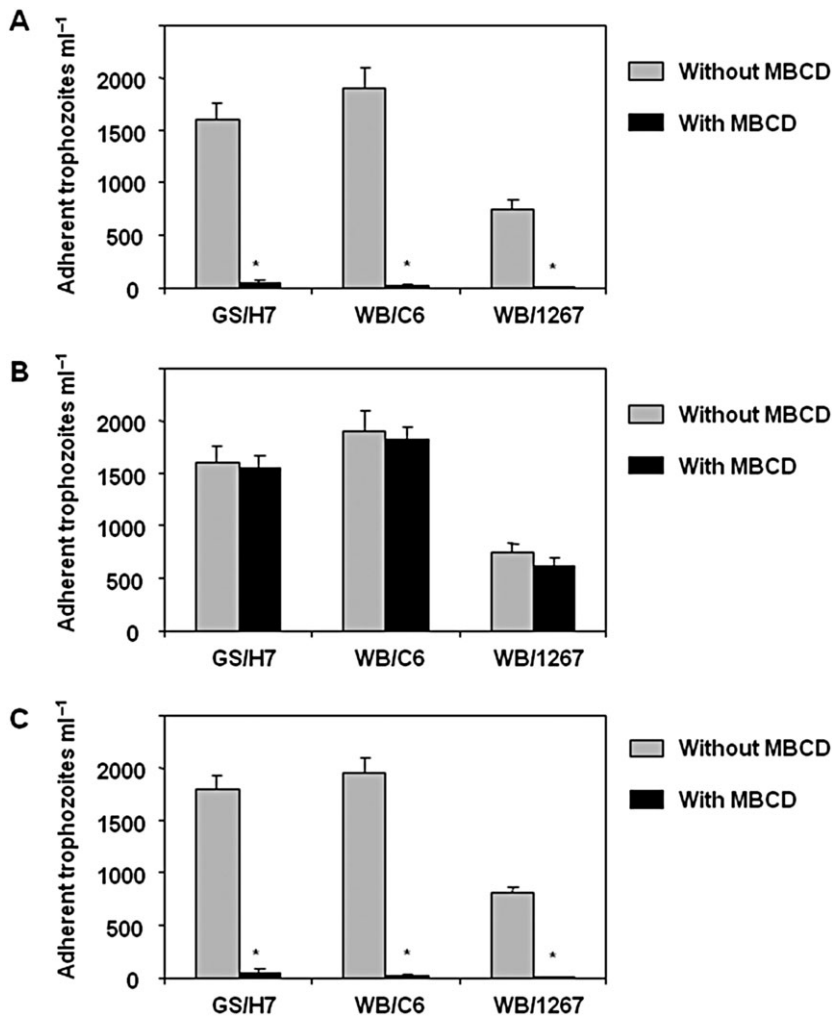 A
Adherent trophozoites ml⁻¹
2000
1500
1000
500
0
*
*
*
GS/H7
WB/C6
WB/1267
Without MBCD
With MBCD
B
Adherent trophozoites ml⁻¹
2000
1500
1000
500
0
GS/H7
WB/C6
WB/1267
Without MBCD
With MBCD
C
Adherent trophozoites ml⁻¹
2000
1500
1000
500
0
*
*
*
GS/H7
WB/C6
WB/1267
Without MBCD
With MBCD